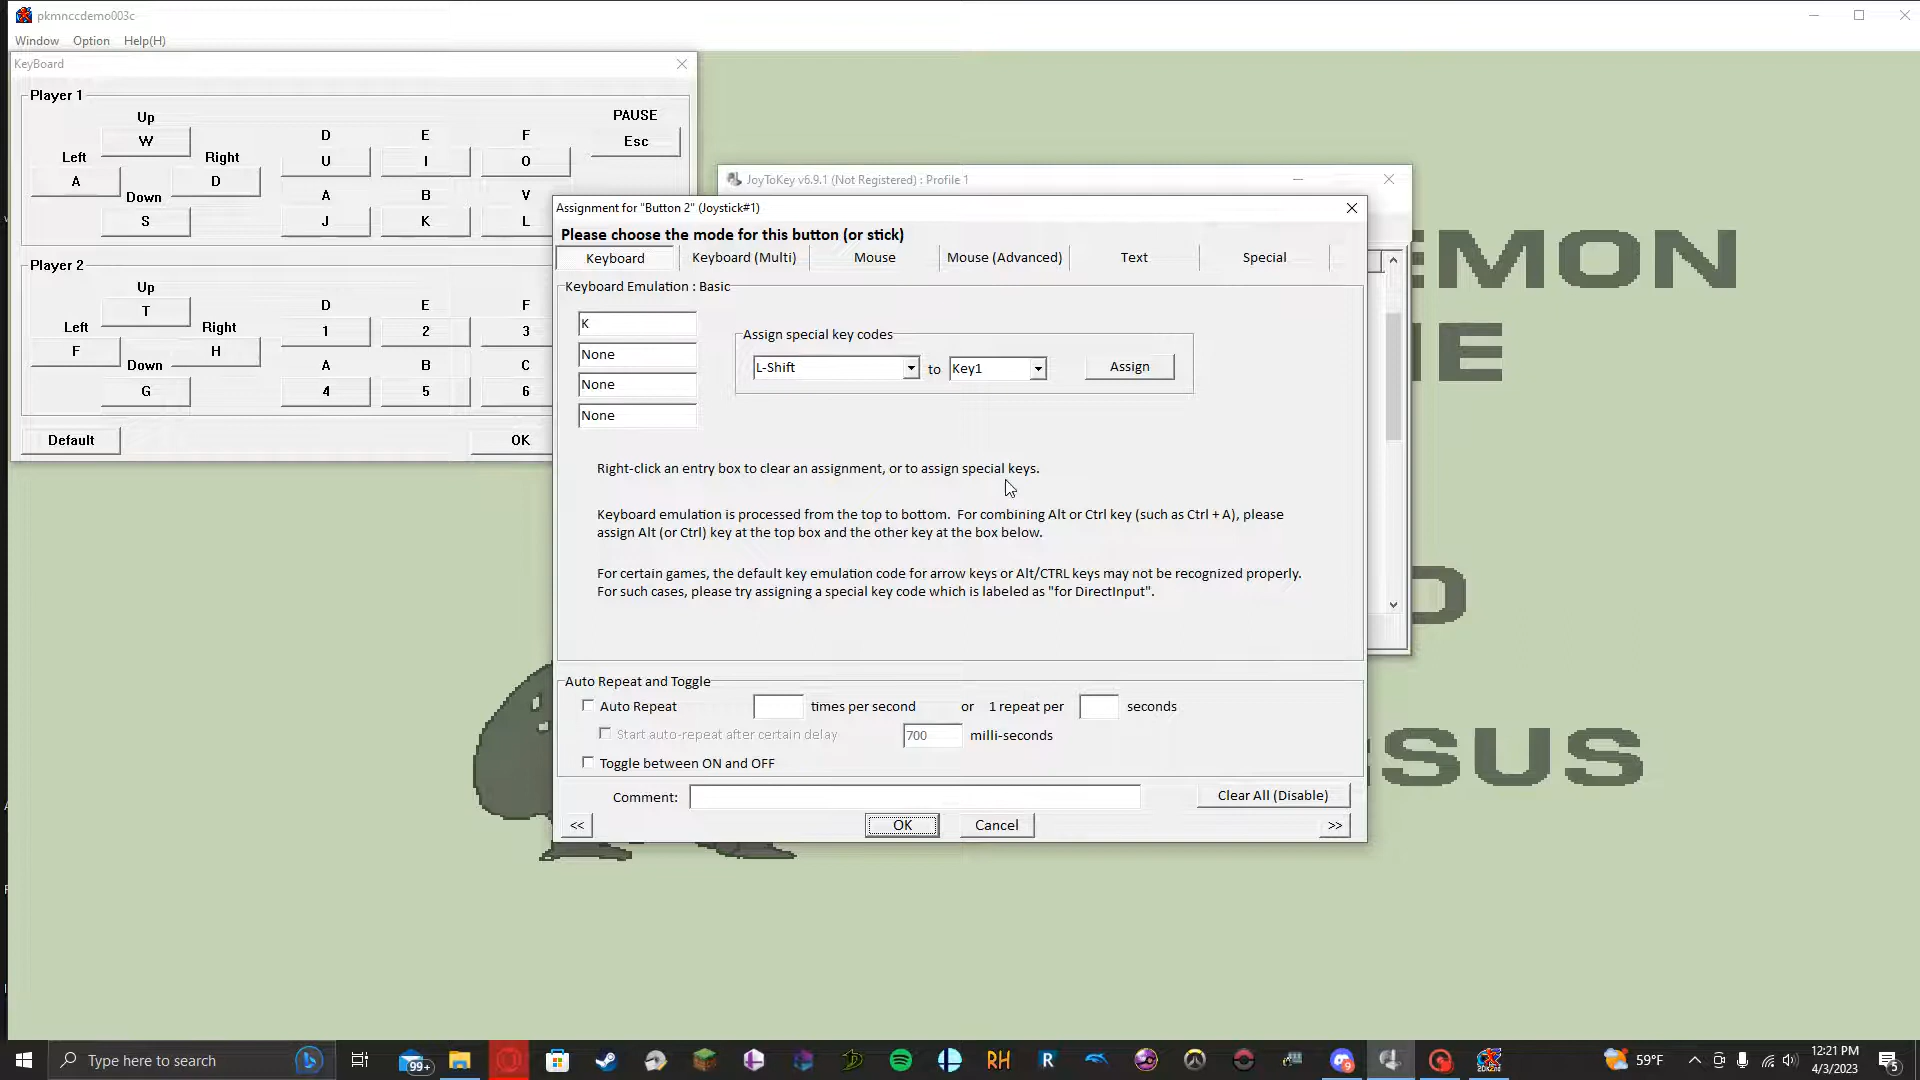 pkmnccdemo003c
Window Option Help(H)
KeyBoard
Player 1
Up
W
Left
A
Right
D
Down
S
D E F
U I O
A B V
J K L
PAUSE
Esc
Player 2
Up
T
Left
F
Right
H
Down
G
D E F
1 2 3
A B C
4 5 6
Default
OK
JoyToKey v6.9.1 (Not Registered) : Profile 1
Assignment for "Button 2" (Joystick#1)
Please choose the mode for this button (or stick)
Keyboard Keyboard (Multi) Mouse Mouse (Advanced) Text Special
Keyboard Emulation : Basic
K
None
None
None
Assign special key codes
L-Shift to Key1 Assign
Right-click an entry box to clear an assignment, or to assign special keys.
Keyboard emulation is processed from the top to bottom. For combining Alt or Ctrl key (such as Ctrl + A), please
assign Alt (or Ctrl) key at the top box and the other key at the box below.
For certain games, the default key emulation code for arrow keys or Alt/CTRL keys may not be recognized properly.
For such cases, please try assigning a special key code which is labeled as "for DirectInput".
Auto Repeat and Toggle
Auto Repeat times per second or 1 repeat per seconds
Start auto-repeat after certain delay 700 milli-seconds
Toggle between ON and OFF
Comment:
Clear All (Disable)
<< OK Cancel >>
EMON
E
D
SUS
Type here to search
99+
RH
R
9
2DK2nd
59°F
12:21 PM
4/3/2023
5